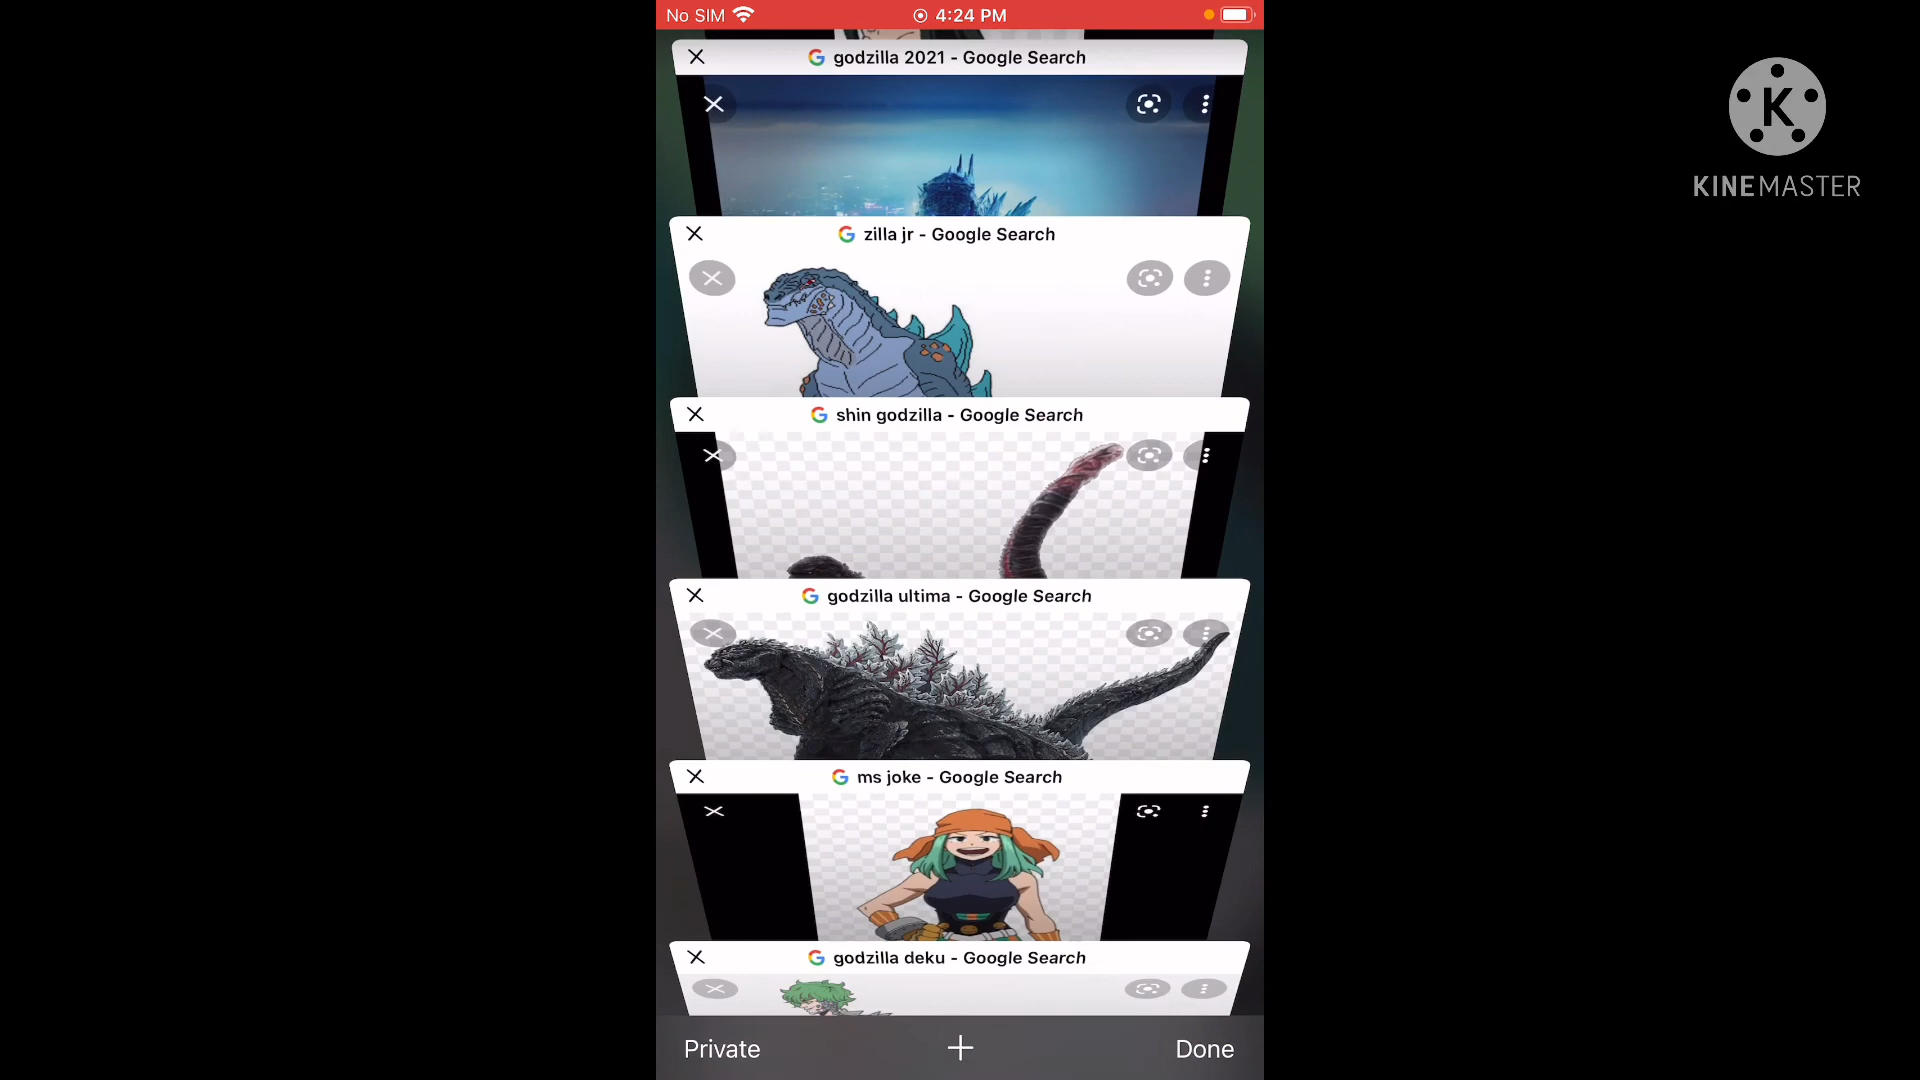 No SIM
4:24 PM
godzilla 2021 - Google Search
zilla jr - Google Search
shin godzilla - Google Search
godzilla ultima - Google Search
ms joke - Google Search
godzilla deku - Google Search
Private
Done
K
KINEMASTER